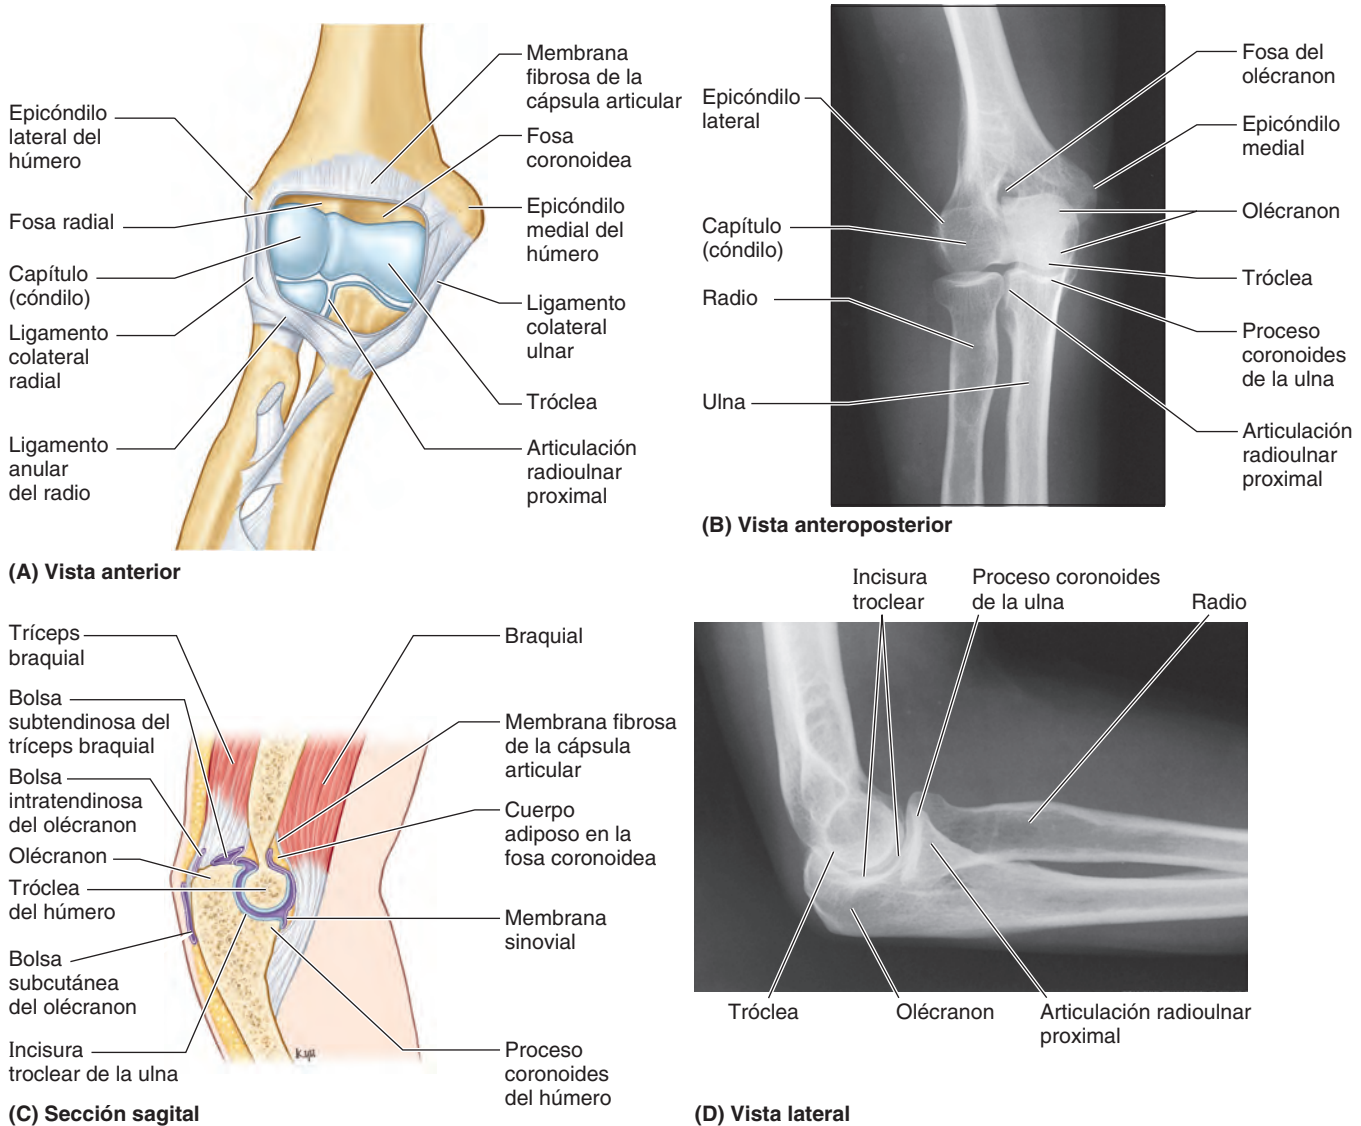 Epicóndilo
lateral del
húmero
Fosa radial
Capítulo
(cóndilo)
Ligamento
colateral
radial
Ligamento
anular
del radio
Membrana
fibrosa de la
cápsula articular
Fosa
coronoidea
Epicóndilo
medial del
húmero
Ligamento
colateral
ulnar
Tróclea
Articulación
radioulnar
proximal
(A) Vista anterior
Epicóndilo
lateral
Capítulo
(cóndilo)
Radio
Ulna
Fosa del
olécranon
Epicóndilo
medial
Olécranon
Tróclea
Proceso
coronoides
de la ulna
Articulación
radioulnar
proximal
(B) Vista anteroposterior
Tríceps
braquial
Bolsa
subtendinosa del
tríceps braquial
Bolsa
intratendinosa
del olécranon
Olécranon
Tróclea
del húmero
Bolsa
subcutánea
del olécranon
Incisura
troclear de la ulna
Braquial
Membrana fibrosa
de la cápsula
articular
Cuerpo
adiposo en la
fosa coronoidea
Membrana
sinovial
Proceso
coronoides
del húmero
(C) Sección sagital
Incisura
troclear
Proceso coronoides
de la ulna
Radio
Tróclea
Olécranon
Articulación radioulnar
proximal
(D) Vista lateral